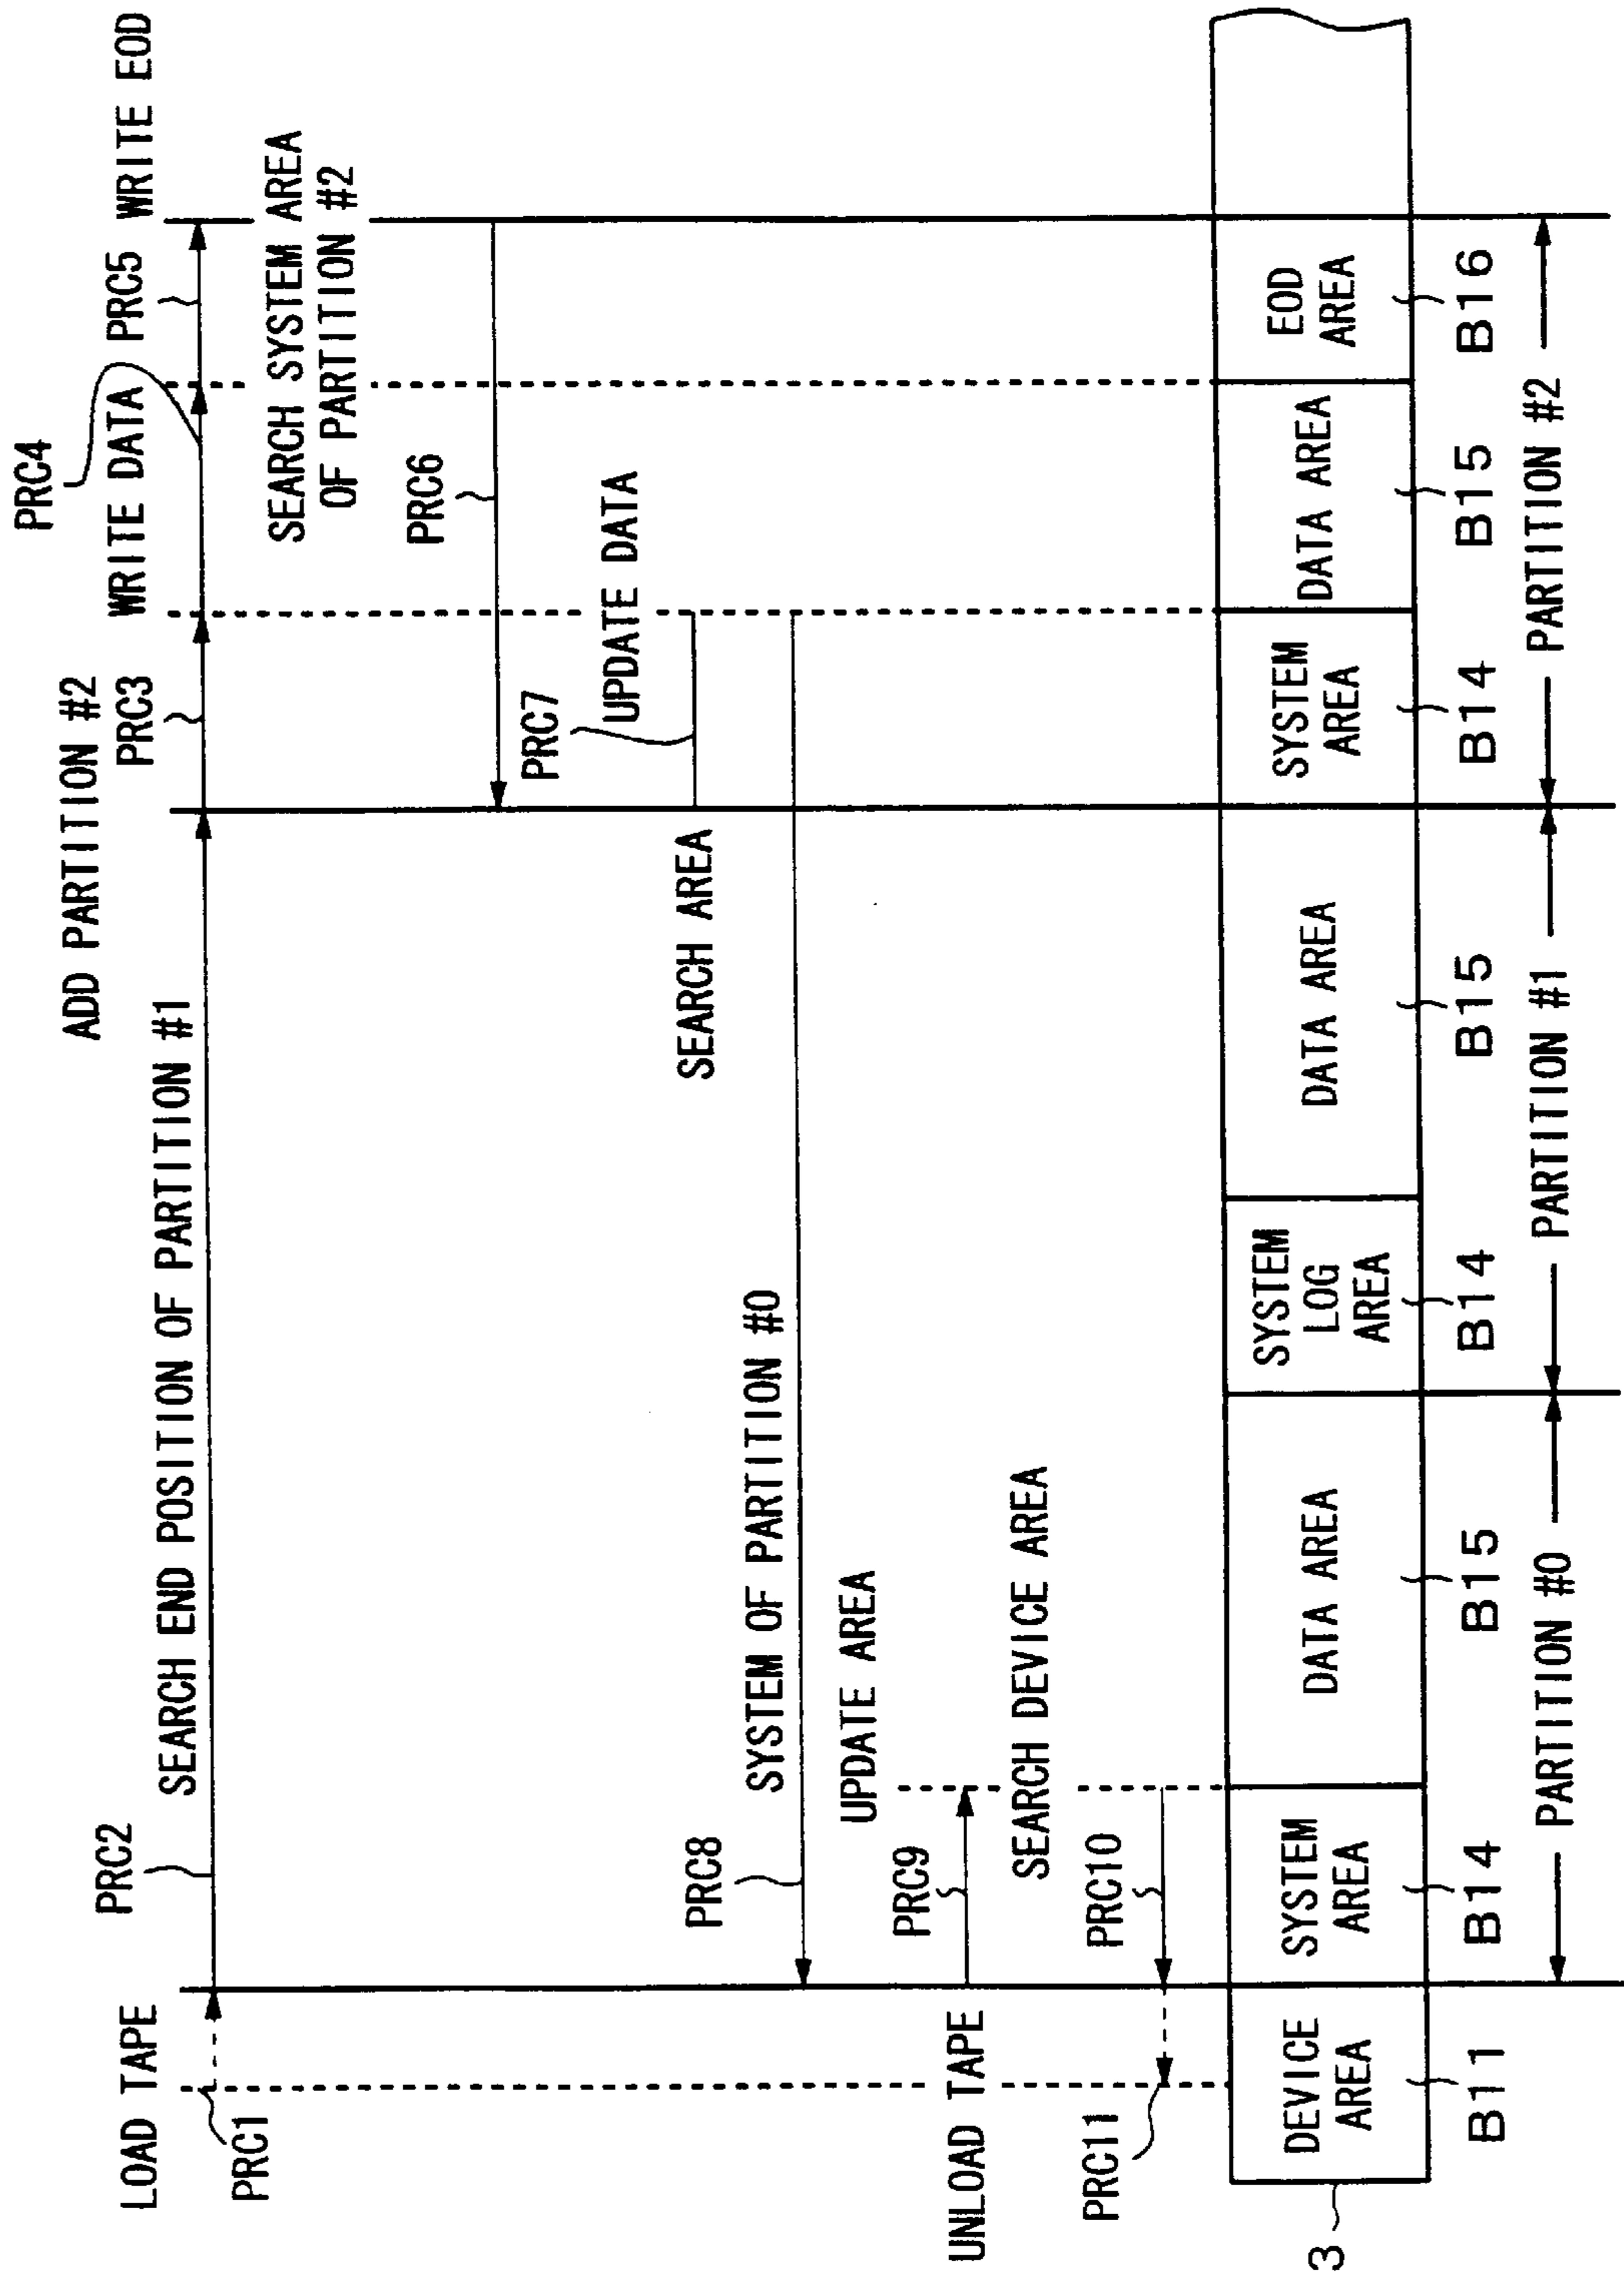 LOAD TAPE
PRC1
PRC2
SEARCH END POSITION OF PARTITION #1
ADD PARTITION #2
PRC3
PRC4
WRITE DATA
PRC5
WRITE EOD
SEARCH SYSTEM AREA
OF PARTITION #2
PRC6
PRC7
UPDATE DATA
SEARCH AREA
SYSTEM OF PARTITION #0
PRC8
UPDATE AREA
PRC9
SEARCH DEVICE AREA
UNLOAD TAPE
PRC10
PRC11
3
DEVICE
AREA
SYSTEM
AREA
DATA AREA
SYSTEM
LOG
AREA
DATA AREA
SYSTEM
AREA
DATA AREA
EOD
AREA
B11
B14
B15
B14
B15
B14
B15
B16
PARTITION #0
PARTITION #1
PARTITION #2